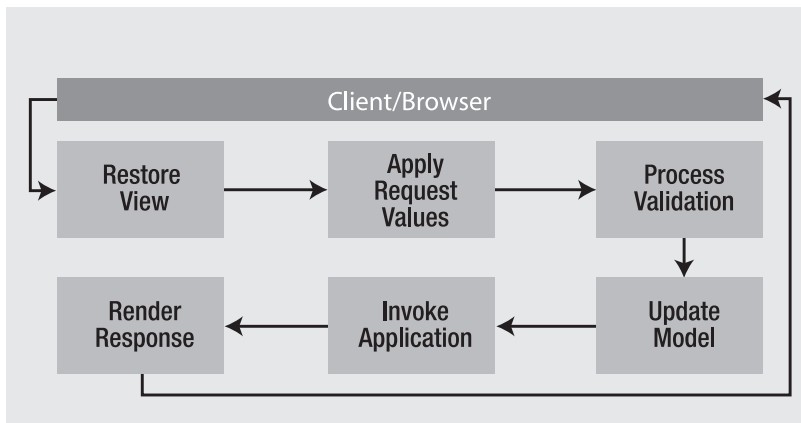 Client/Browser
Restore
View
Apply
Request
Values
Process
Validation
Render
Response
Invoke
Application
Update
Model